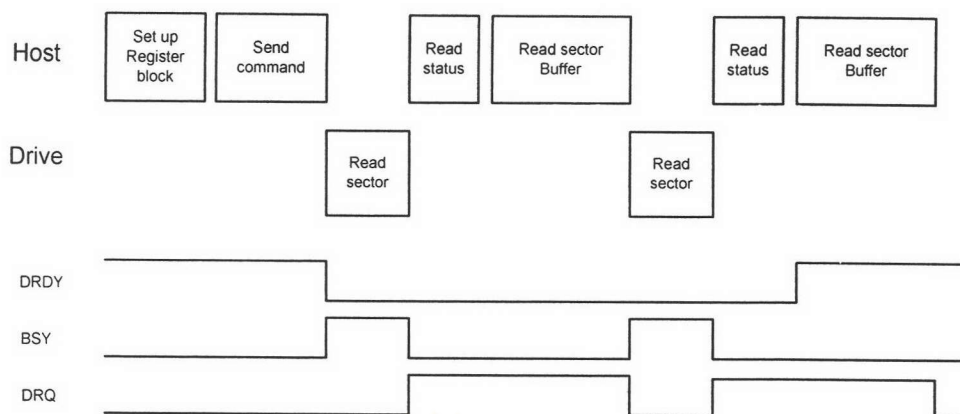 Host
Set up
Register
block
Send
command
Read
status
Read sector
Buffer
Read
status
Read sector
Buffer
Drive
Read
sector
Read
sector
DRDY
BSY
DRQ